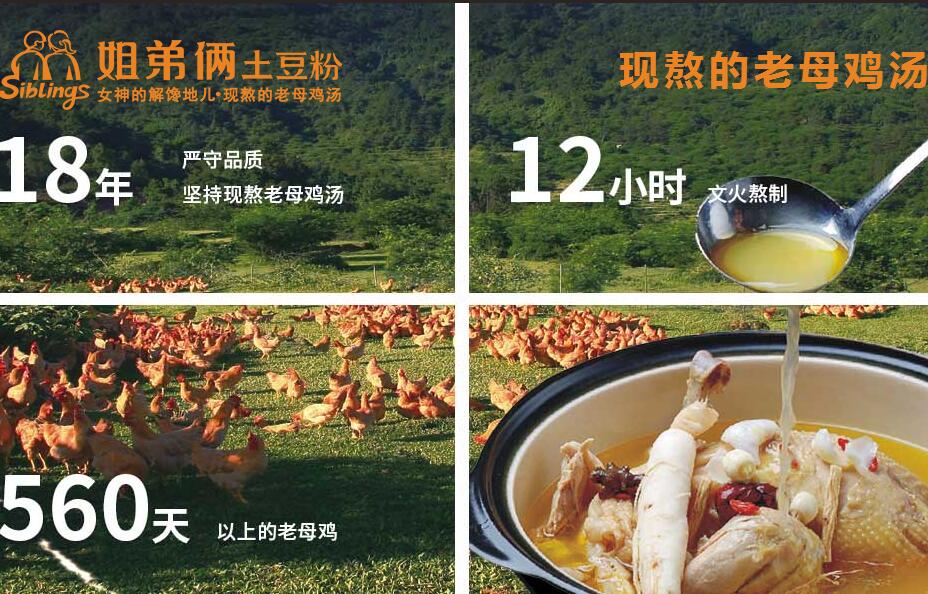 姐弟俩土豆粉
Siblings
女神的解馋地儿·现熬的老母鸡汤
18年
严守品质
坚持现熬老母鸡汤
现熬的老母鸡汤
12小时
文火熬制
560天
以上的老母鸡